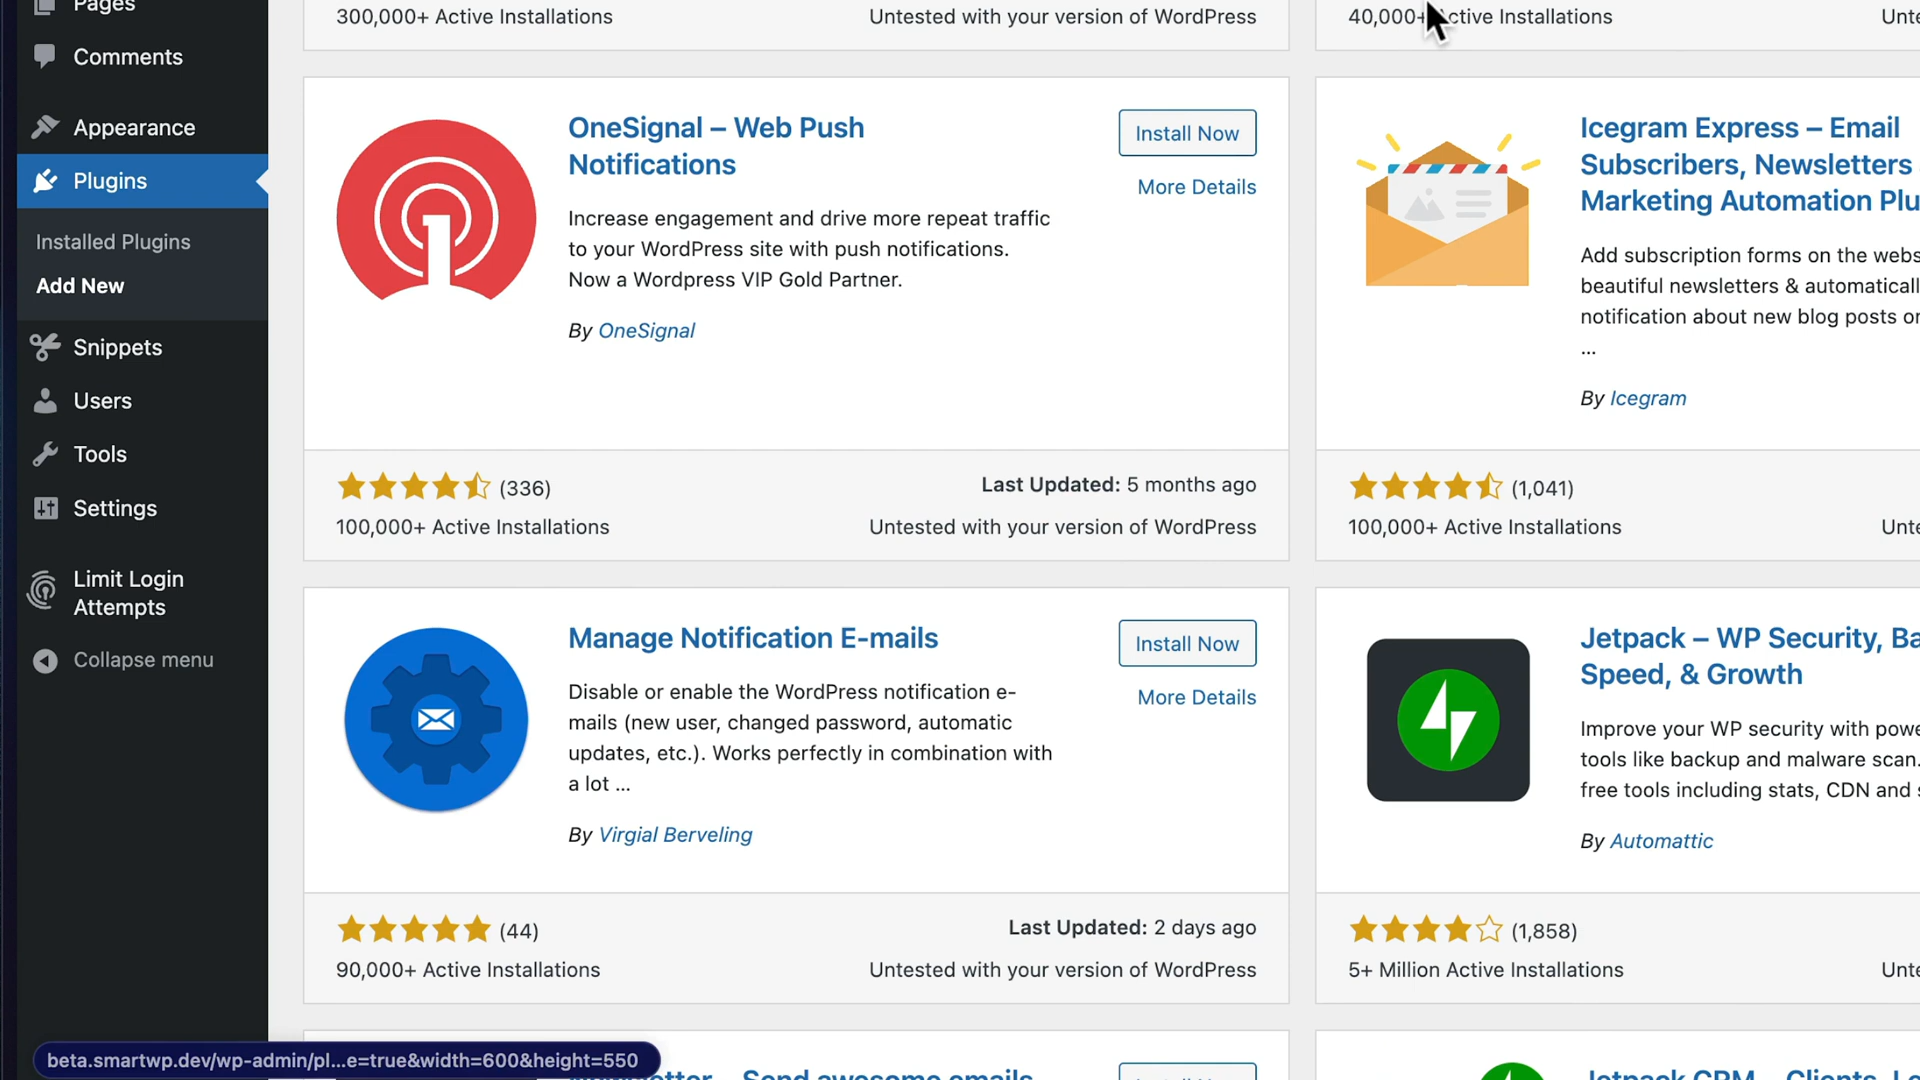 Pages
Comments
Appearance
Plugins
Installed Plugins
Add New
Snippets
Users
Tools
Settings
Limit Login
Attempts
Collapse menu
300,000+ Active Installations
Untested with your version of WordPress
OneSignal – Web Push
Notifications
Install Now
More Details
Increase engagement and drive more repeat traffic
to your WordPress site with push notifications.
Now a Wordpress VIP Gold Partner.
By OneSignal
(336)
Last Updated: 5 months ago
100,000+ Active Installations
Untested with your version of WordPress
Manage Notification E-mails
Install Now
More Details
Disable or enable the WordPress notification e-
mails (new user, changed password, automatic
updates, etc.). Works perfectly in combination with
a lot ...
By Virgial Berveling
(44)
Last Updated: 2 days ago
90,000+ Active Installations
Untested with your version of WordPress
– Send awesome emails
40,000+ Active Installations
Icegram Express – Email
Subscribers, Newsletters
Marketing Automation
Add subscription forms on the
beautiful newsletters &
notification about new blog posts
...
By Icegram
(1,041)
100,000+ Active Installations
Jetpack – WP Security,
Speed, & Growth
Improve your WP security with
tools like backup and malware scan.
free tools including stats, CDN and
By Automattic
(1,858)
5+ Million Active Installations
Jetpack CRM – Clients,
beta.smartwp.dev/wp-admin/pl...e=true&width=600&height=550